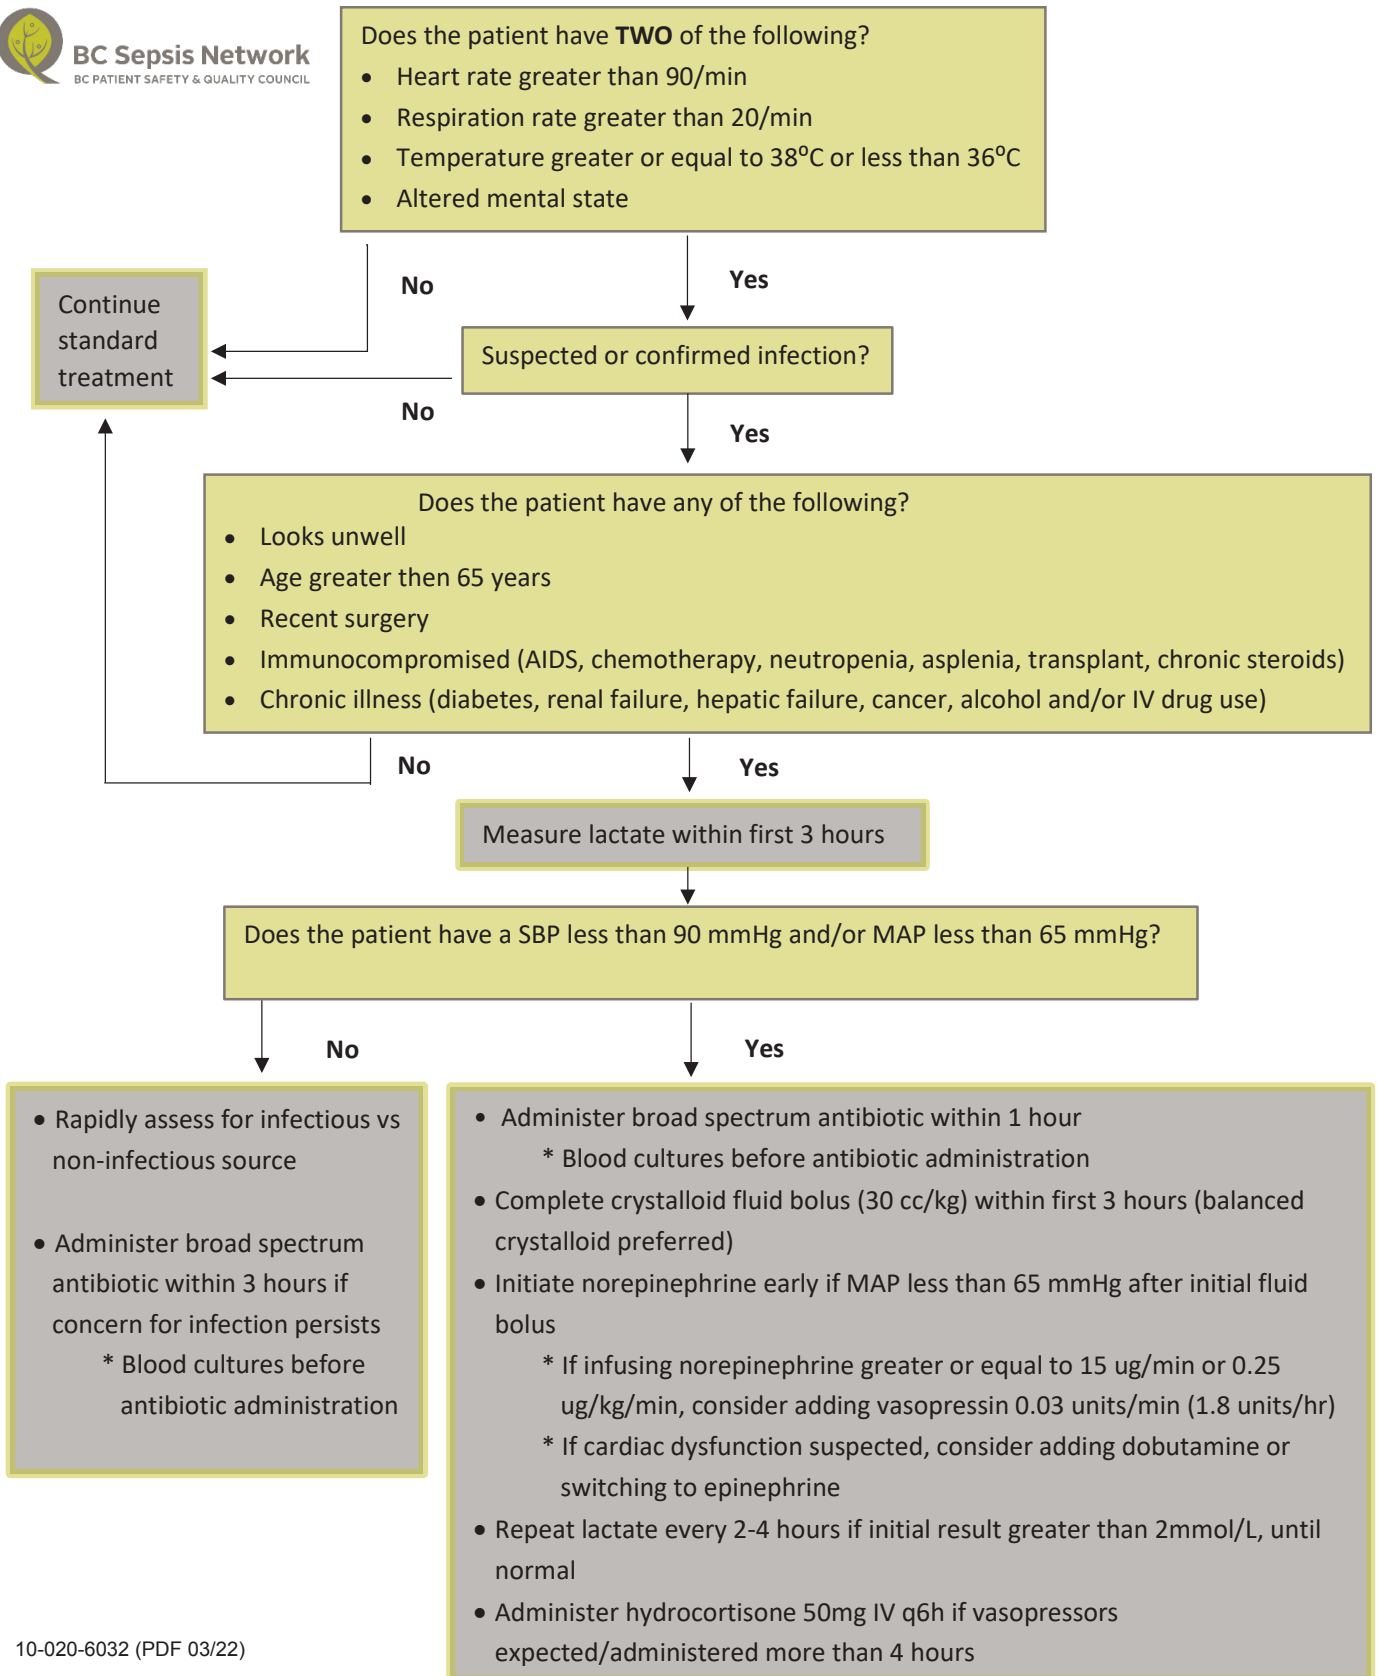 BC Sepsis Network
BC PATIENT SAFETY & QUALITY COUNCIL
Does the patient have TWO of the following?
• Heart rate greater than 90/min
• Respiration rate greater than 20/min
• Temperature greater or equal to 38⁰C or less than 36⁰C
• Altered mental state
No
Yes
Continue
standard
treatment
Suspected or confirmed infection?
No
Yes
Does the patient have any of the following?
• Looks unwell
• Age greater then 65 years
• Recent surgery
• Immunocompromised (AIDS, chemotherapy, neutropenia, asplenia, transplant, chronic steroids)
• Chronic illness (diabetes, renal failure, hepatic failure, cancer, alcohol and/or IV drug use)
No
Yes
Measure lactate within first 3 hours
Does the patient have a SBP less than 90 mmHg and/or MAP less than 65 mmHg?
No
Yes
• Rapidly assess for infectious vs
non-infectious source
• Administer broad spectrum
antibiotic within 3 hours if
concern for infection persists
* Blood cultures before
antibiotic administration
• Administer broad spectrum antibiotic within 1 hour
* Blood cultures before antibiotic administration
• Complete crystalloid fluid bolus (30 cc/kg) within first 3 hours (balanced
crystalloid preferred)
• Initiate norepinephrine early if MAP less than 65 mmHg after initial fluid
bolus
* If infusing norepinephrine greater or equal to 15 ug/min or 0.25
ug/kg/min, consider adding vasopressin 0.03 units/min (1.8 units/hr)
* If cardiac dysfunction suspected, consider adding dobutamine or
switching to epinephrine
• Repeat lactate every 2-4 hours if initial result greater than 2mmol/L, until
normal
• Administer hydrocortisone 50mg IV q6h if vasopressors
expected/administered more than 4 hours
10-020-6032 (PDF 03/22)